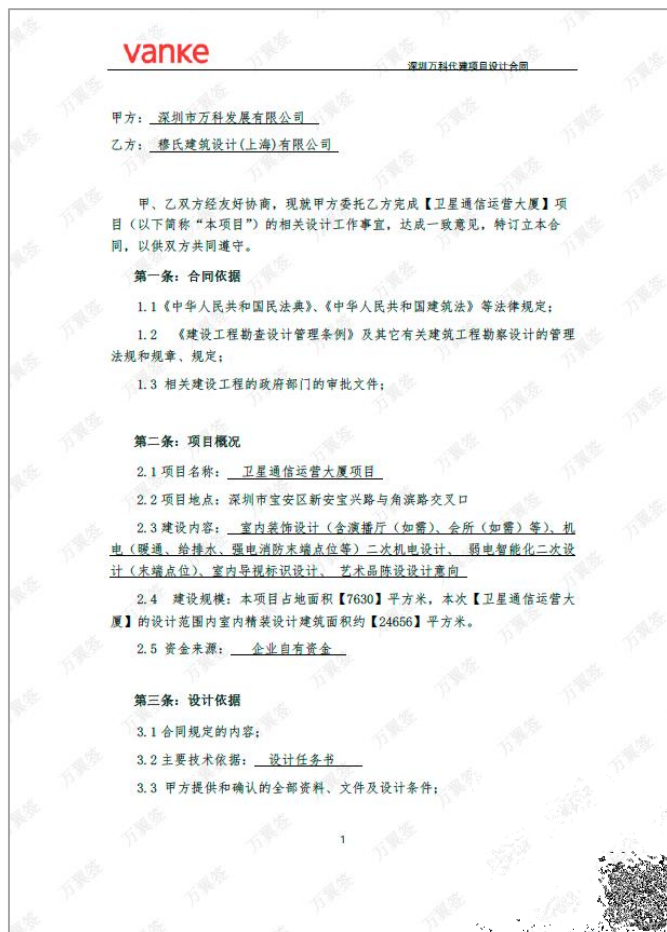 vanke
深圳万科代建项目设计合同
甲方：深圳市万科发展有限公司
乙方：穆氏建筑设计(上海)有限公司
甲、乙双方经友好协商，现就甲方委托乙方完成【卫星通信运营大厦】项
目（以下简称“本项目”）的相关设计工作事宜，达成一致意见，特订立本合
同，以供双方共同遵守。
第一条：合同依据
1.1《中华人民共和国民法典》、《中华人民共和国建筑法》等法律规定；
1.2 《建设工程勘查设计管理条例》及其它有关建筑工程勘察设计的管理
法规和规章、规定；
1.3 相关建设工程的政府部门的审批文件；
第二条：项目概况
2.1 项目名称：卫星通信运营大厦项目
2.2 项目地点：深圳市宝安区新安宝兴路与角滨路交叉口
2.3 建设内容：室内装饰设计（含演播厅（如需）、会所（如需）等）、机
电（暖通、给排水、强电消防末端点位等）二次机电设计、 弱电智能化二次设
计（末端点位）、室内导视标识设计、 艺术品陈设设计意向
2.4 建设规模：本项目占地面积【7630】平方米，本次【卫星通信运营大
厦】的设计范围内室内精装设计建筑面积约【24656】平方米。
2.5 资金来源：企业自有资金
第三条：设计依据
3.1 合同规定的内容；
3.2 主要技术依据：设计任务书
3.3 甲方提供和确认的全部资料、文件及设计条件；
1
万翼签